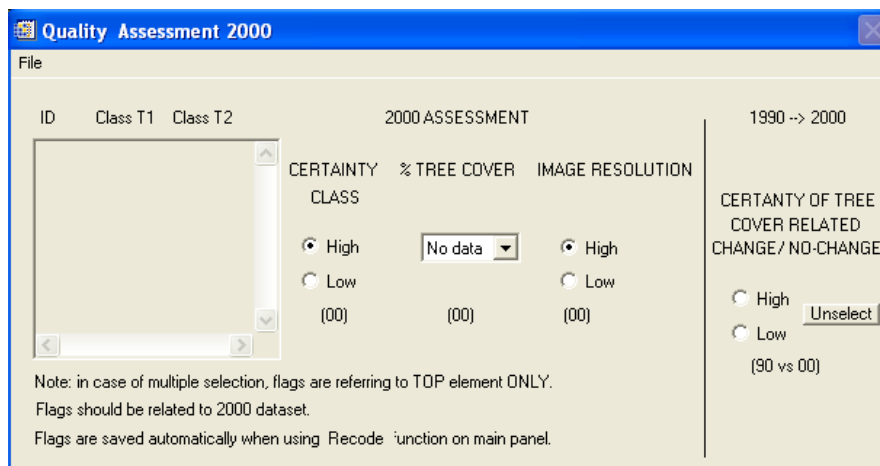 Quality Assessment 2000
File
ID Class T1 Class T2 2000 ASSESSMENT 1990 --> 2000
CERTAINTY % TREE COVER IMAGE RESOLUTION
CLASS
CERTANTY OF TREE
COVER RELATED
CHANGE / NO-CHANGE
High No data High
Low Low
(00) (00) (00)
High
Unselect
Low
(90 vs 00)
Note: in case of multiple selection, flags are referring to TOP element ONLY.
Flags should be related to 2000 dataset.
Flags are saved automatically when using Recode function on main panel.